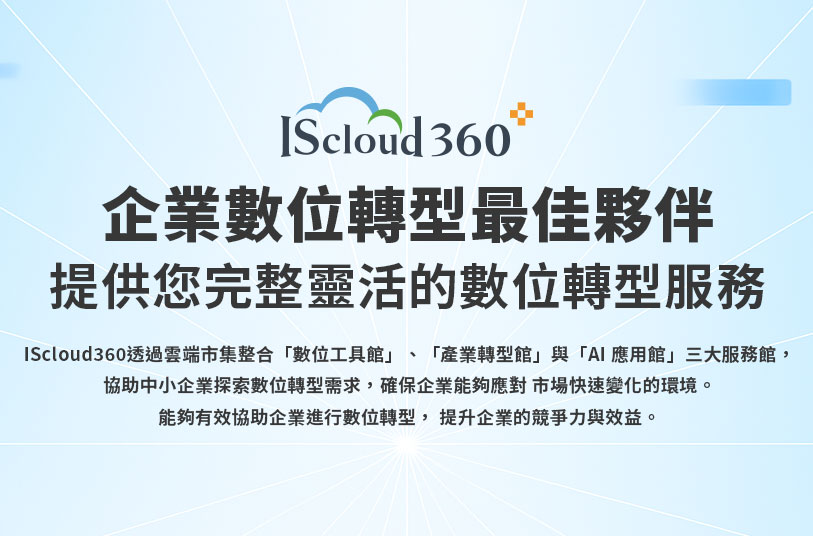 IScloud 360
企業數位轉型最佳夥伴
提供您完整靈活的數位轉型服務
IScloud360透過雲端市集整合「數位工具館」、「產業轉型館」與「AI 應用館」三大服務館，
協助中小企業探索數位轉型需求，確保企業能夠應對 市場快速變化的環境。
能夠有效協助企業進行數位轉型， 提升企業的競爭力與效益。